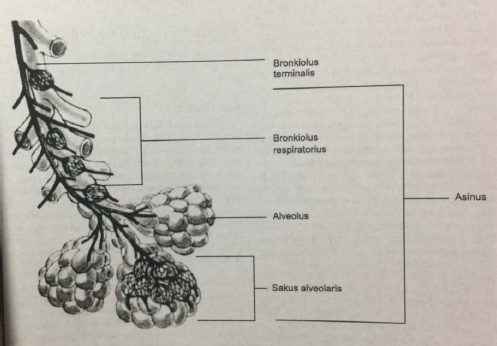 Bronkiolus
terminalis
Bronkiolus
respiratorius
Asinus
Alveolus
Sakus alveolaris